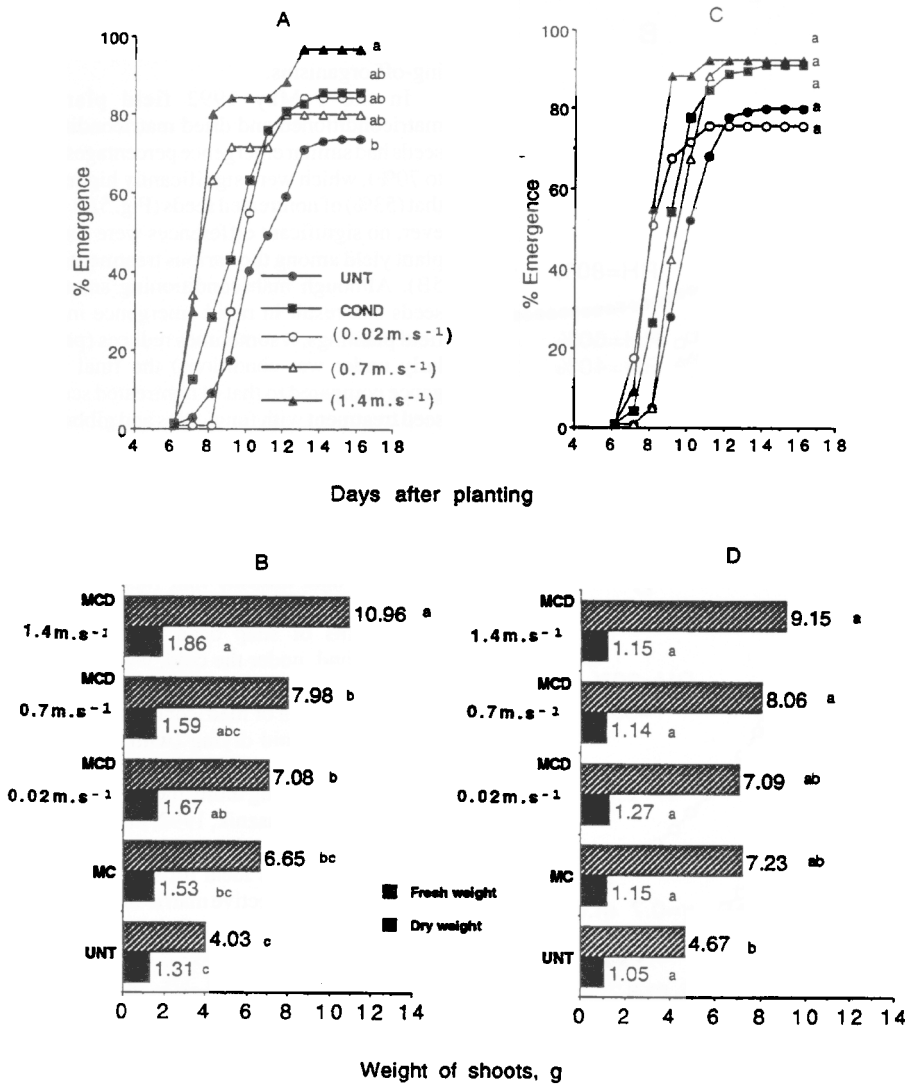 A
100
80
60
40
20
0
% Emergence
a
ab
ab
ab
b
UNT
COND
(0.02m.s⁻¹)
(0.7m.s⁻¹)
(1.4m.s⁻¹)
4 6 8 10 12 14 16 18
C
100
80
60
40
20
0
% Emergence
a
a
a
a
a
4 6 8 10 12 14 16 18
Days after planting
B
MCD
1.4m.s⁻¹
10.96 a
1.86 a
MCD
0.7m.s⁻¹
7.98 b
1.59 abc
MCD
0.02m.s⁻¹
7.08 b
1.67 ab
MC
6.65 bc
1.53 bc
UNT
4.03 c
1.31 c
0 2 4 6 8 10 12 14
Fresh weight
Dry weight
D
MCD
1.4m.s⁻¹
9.15 a
1.15 a
MCD
0.7m.s⁻¹
8.06 a
1.14 a
MCD
0.02m.s⁻¹
7.09 ab
1.27 a
MC
7.23 ab
1.15 a
UNT
4.67 b
1.05 a
0 2 4 6 8 10 12 14
Weight of shoots, g